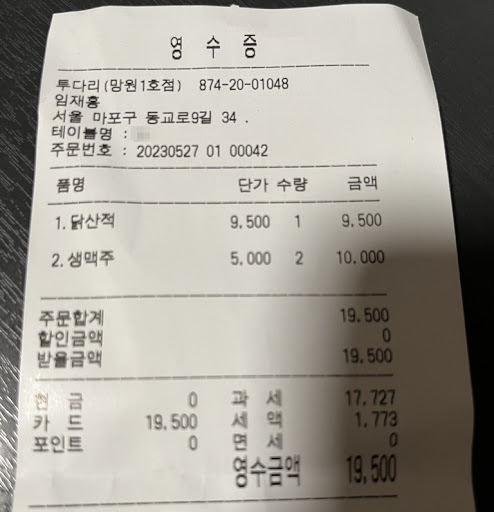 영 수 증
투다리(망원1호점) 874-20-01048
임재홍
서울 마포구 동교로9길 34 .
테이블명 :
주문번호 : 20230527 01 00042
품명 단가 수량 금액
1. 닭산적 9,500 1 9,500
2. 생맥주 5,000 2 10,000
주문합계 19,500
할인금액 0
받을금액 19,500
현 금 0 과 세 17,727
카 드 19,500 세 액 1,773
포인트 0 면 세 0
영수금액 19,500